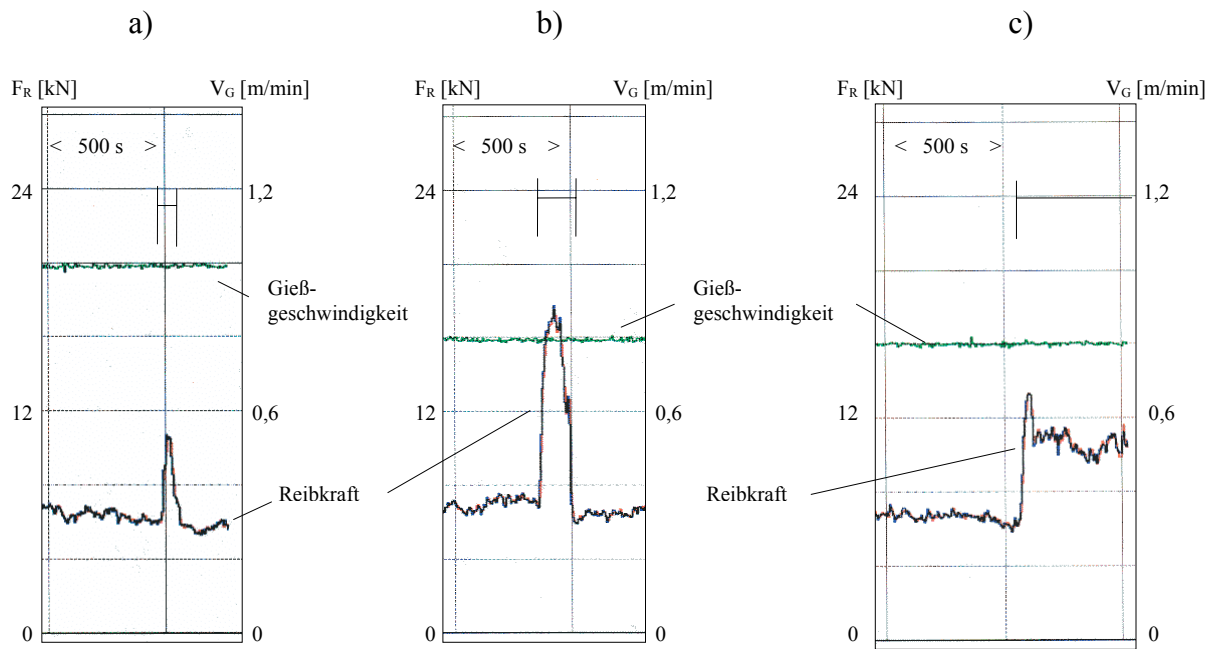 a)
b)
c)
F_R [kN]
V_G [m/min]
F_R [kN]
V_G [m/min]
F_R [kN]
V_G [m/min]
< 500 s >
< 500 s >
< 500 s >
24
1,2
24
1,2
24
1,2
Gieß-
geschwindigkeit
Gieß-
geschwindigkeit
12
0,6
12
0,6
12
0,6
Reibkraft
Reibkraft
0
0
0
0
0
0